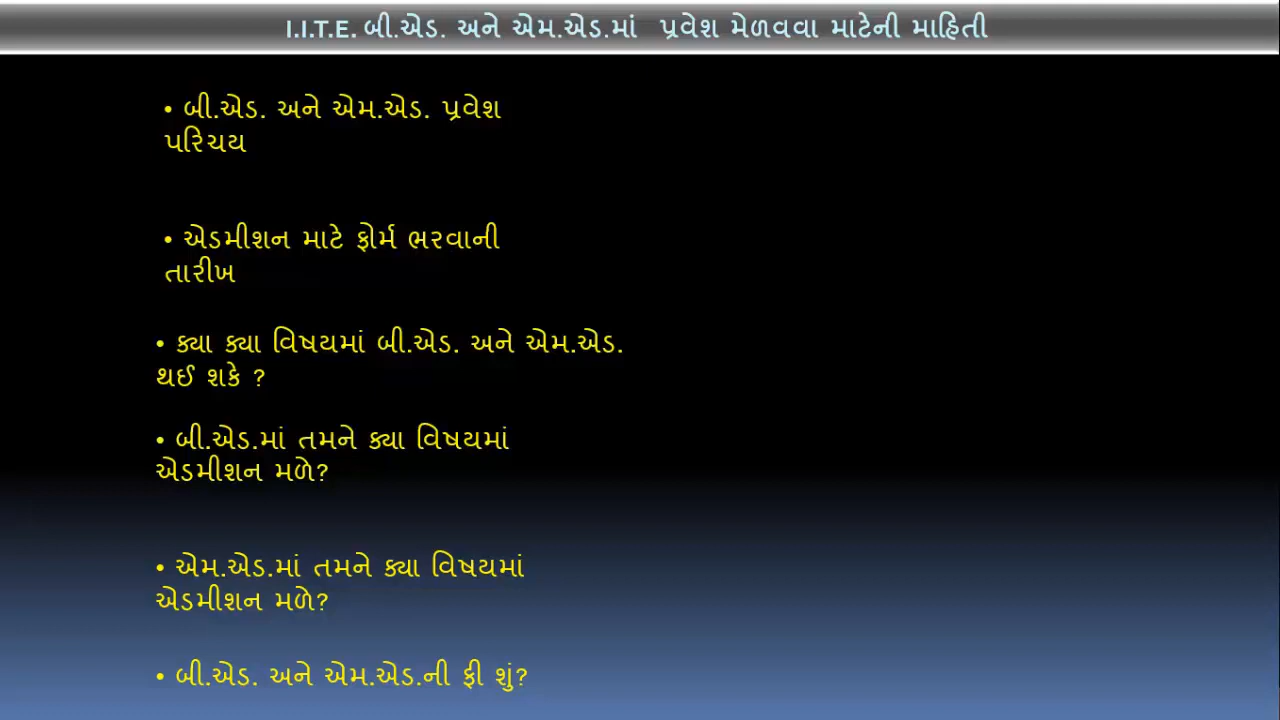 I.I.T.E. બી.એડ. અને એમ.એડ.માં પ્રવેશ મેળવવા માટેની માહિતી
• બી.એડ. અને એમ.એડ. પ્રવેશ
પરિચય
• એડમીશન માટે ફોર્મ ભરવાની
તારીખ
• ક્યા ક્યા વિષયમાં બી.એડ. અને એમ.એડ.
થઈ શકે ?
• બી.એડ.માં તમને ક્યા વિષયમાં
એડમીશન મળે?
• એમ.એડ.માં તમને ક્યા વિષયમાં
એડમીશન મળે?
• બી.એડ. અને એમ.એડ.ની ફી શું?